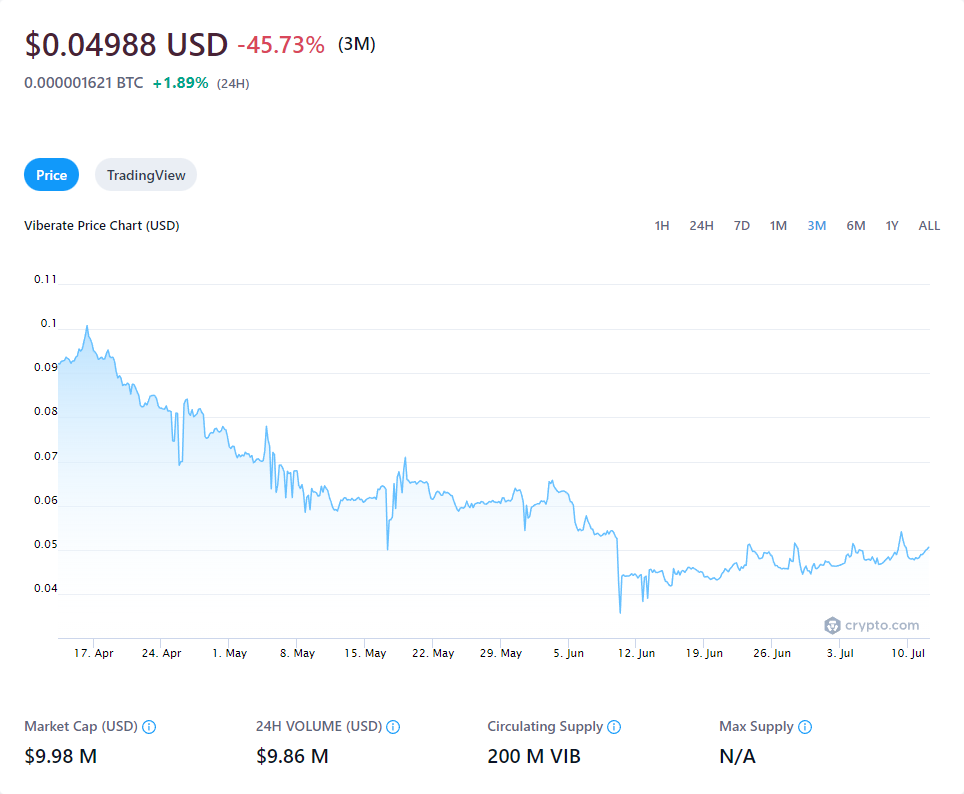 $0.04988 USD -45.73% (3M)
0.000001621 BTC +1.89% (24H)
Price TradingView
Viberate Price Chart (USD) 1H 24H 7D 1M 3M 6M 1Y ALL
0.11
0.1
0.09
0.08
0.07
0.06
0.05
0.04
crypto.com
17. Apr 24. Apr 1. May 8. May 15. May 22. May 29. May 5. Jun 12. Jun 19. Jun 26. Jun 3. Jul 10. Jul
Market Cap (USD) 24H VOLUME (USD) Circulating Supply Max Supply
$9.98 M $9.86 M 200 M VIB N/A